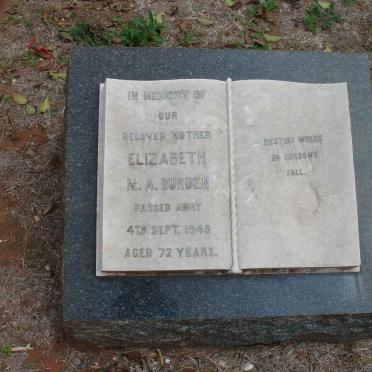 IN MEMORY OF
OUR
BELOVED MOTHER
ELIZABETH
M. A. BURDEN
PASSED AWAY
4TH SEPT. 1949
AGED 72 YEARS.
RESTING WHERE
NO SHADOWS
FALL.